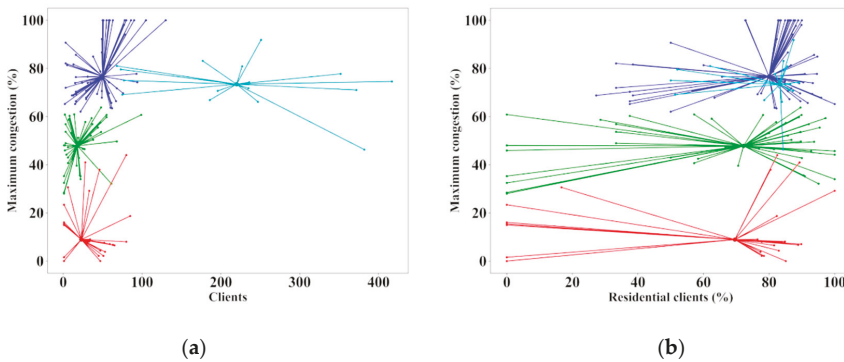 Maximum congestion (%)
100
80
60
40
20
0
0 100 200 300 400
Clients
(a)
Maximum congestion (%)
100
80
60
40
20
0
0 20 40 60 80 100
Residential clients (%)
(b)